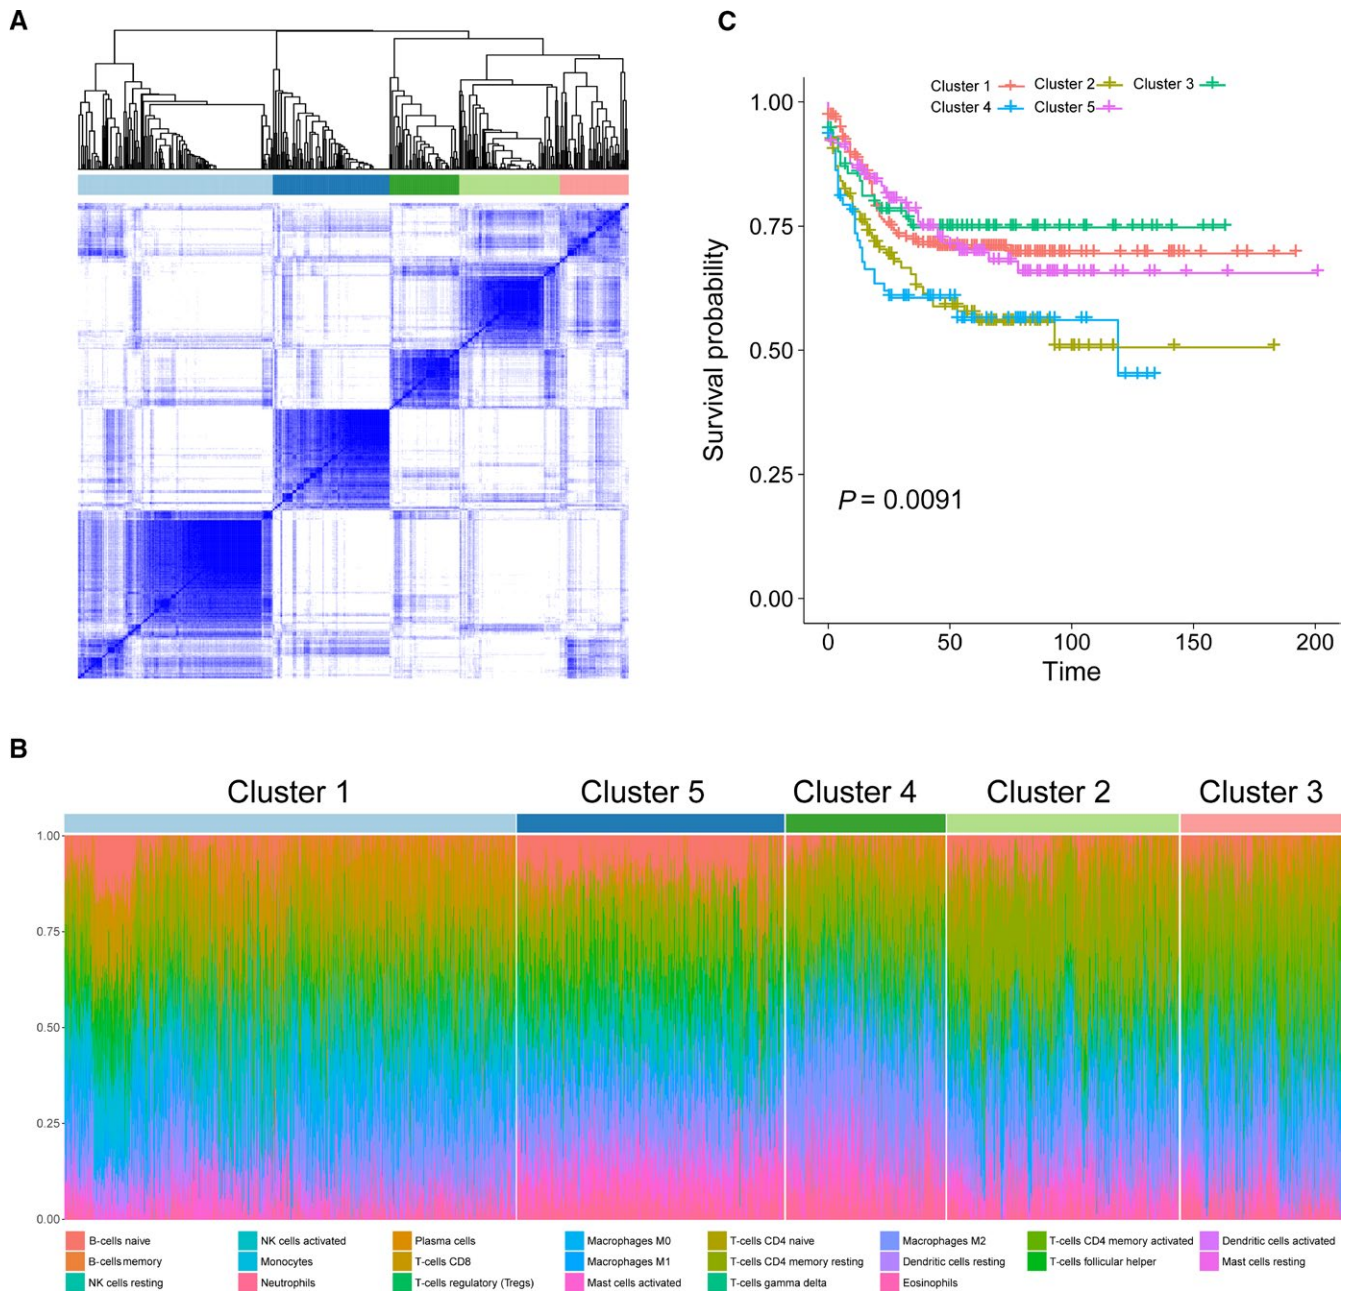 A
C
Cluster 1 Cluster 2 Cluster 3
Cluster 4 Cluster 5
1.00
0.75
0.50
0.25
0.00
Survival probability
P = 0.0091
0 50 100 150 200
Time
B
Cluster 1 Cluster 5 Cluster 4 Cluster 2 Cluster 3
1.00
0.75
0.50
0.25
0.00
B-cells naive NK cells activated Plasma cells Macrophages M0 T-cells CD4 naive Macrophages M2 T-cells CD4 memory activated Dendritic cells activated
B-cells memory Monocytes T-cells CD8 Macrophages M1 T-cells CD4 memory resting Dendritic cells resting T-cells follicular helper Mast cells resting
NK cells resting Neutrophils T-cells regulatory (Tregs) Mast cells activated T-cells gamma delta Eosinophils